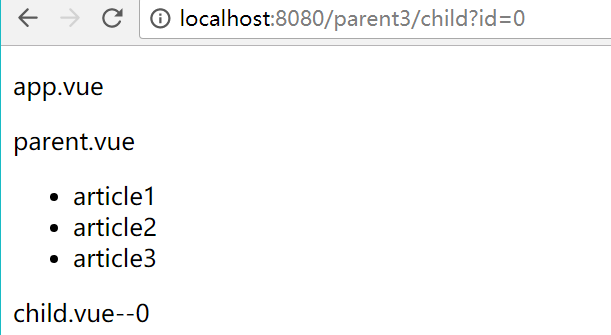 localhost:8080/parent3/child?id=0
app.vue
parent.vue
article1
article2
article3
child.vue--0